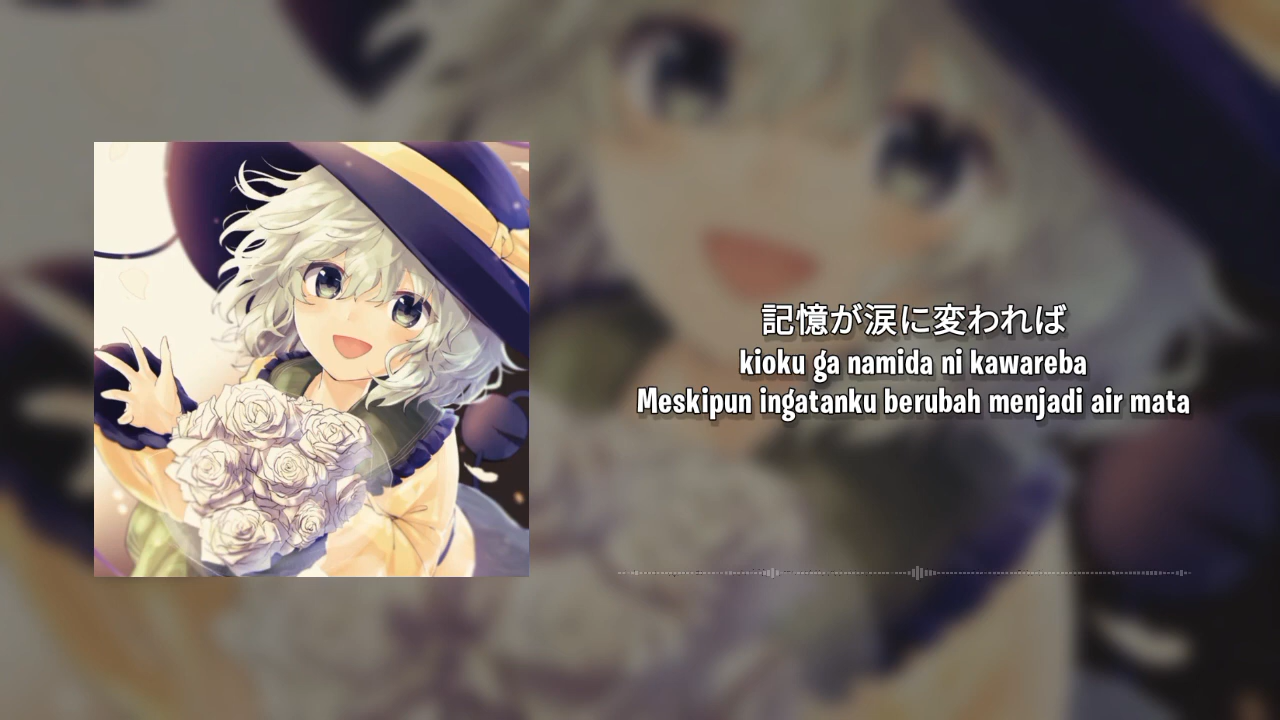 記憶が涙に変われば
kioku ga namida ni kawareba
Meskipun ingatanku berubah menjadi air mata